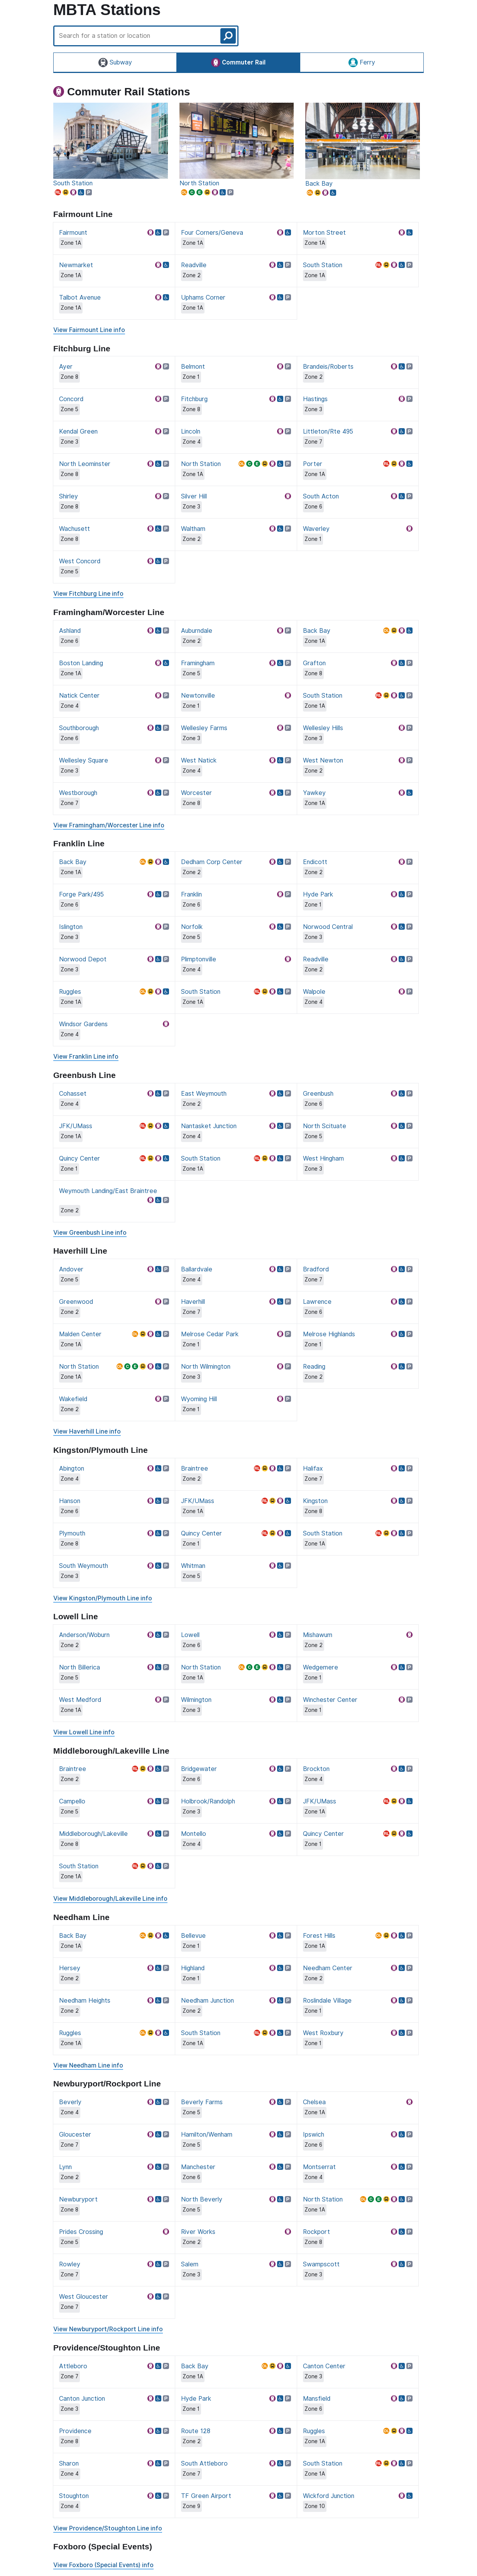 MBTA Stations
Search for a station or location
Subway
Commuter Rail
Ferry
Commuter Rail Stations
South Station
North Station
Back Bay
Fairmount Line
Fairmount
Zone 1A
Four Corners/Geneva
Zone 1A
Morton Street
Zone 1A
Newmarket
Zone 1A
Readville
Zone 2
South Station
Zone 1A
Talbot Avenue
Zone 1A
Uphams Corner
Zone 1A
View Fairmount Line info
Fitchburg Line
Ayer
Zone 8
Belmont
Zone 1
Brandeis/Roberts
Zone 2
Concord
Zone 5
Fitchburg
Zone 8
Hastings
Zone 3
Kendal Green
Zone 3
Lincoln
Zone 4
Littleton/Rte 495
Zone 7
North Leominster
Zone 8
North Station
Zone 1A
Porter
Zone 1A
Shirley
Zone 8
Silver Hill
Zone 3
South Acton
Zone 6
Wachusett
Zone 8
Waltham
Zone 2
Waverley
Zone 1
West Concord
Zone 5
View Fitchburg Line info
Framingham/Worcester Line
Ashland
Zone 6
Auburndale
Zone 2
Back Bay
Zone 1A
Boston Landing
Zone 1A
Framingham
Zone 5
Grafton
Zone 8
Natick Center
Zone 4
Newtonville
Zone 1
South Station
Zone 1A
Southborough
Zone 6
Wellesley Farms
Zone 3
Wellesley Hills
Zone 3
Wellesley Square
Zone 3
West Natick
Zone 4
West Newton
Zone 2
Westborough
Zone 7
Worcester
Zone 8
Yawkey
Zone 1A
View Framingham/Worcester Line info
Franklin Line
Back Bay
Zone 1A
Dedham Corp Center
Zone 2
Endicott
Zone 2
Forge Park/495
Zone 6
Franklin
Zone 6
Hyde Park
Zone 1
Islington
Zone 3
Norfolk
Zone 5
Norwood Central
Zone 3
Norwood Depot
Zone 3
Plimptonville
Zone 4
Readville
Zone 2
Ruggles
Zone 1A
South Station
Zone 1A
Walpole
Zone 4
Windsor Gardens
Zone 4
View Franklin Line info
Greenbush Line
Cohasset
Zone 4
East Weymouth
Zone 2
Greenbush
Zone 6
JFK/UMass
Zone 1A
Nantasket Junction
Zone 4
North Scituate
Zone 5
Quincy Center
Zone 1
South Station
Zone 1A
West Hingham
Zone 3
Weymouth Landing/East Braintree
Zone 2
View Greenbush Line info
Haverhill Line
Andover
Zone 5
Ballardvale
Zone 4
Bradford
Zone 7
Greenwood
Zone 2
Haverhill
Zone 7
Lawrence
Zone 6
Malden Center
Zone 1A
Melrose Cedar Park
Zone 1
Melrose Highlands
Zone 1
North Station
Zone 1A
North Wilmington
Zone 3
Reading
Zone 2
Wakefield
Zone 2
Wyoming Hill
Zone 1
View Haverhill Line info
Kingston/Plymouth Line
Abington
Zone 4
Braintree
Zone 2
Halifax
Zone 7
Hanson
Zone 6
JFK/UMass
Zone 1A
Kingston
Zone 8
Plymouth
Zone 8
Quincy Center
Zone 1
South Station
Zone 1A
South Weymouth
Zone 3
Whitman
Zone 5
View Kingston/Plymouth Line info
Lowell Line
Anderson/Woburn
Zone 2
Lowell
Zone 6
Mishawum
Zone 2
North Billerica
Zone 5
North Station
Zone 1A
Wedgemere
Zone 1
West Medford
Zone 1A
Wilmington
Zone 3
Winchester Center
Zone 1
View Lowell Line info
Middleborough/Lakeville Line
Braintree
Zone 2
Bridgewater
Zone 6
Brockton
Zone 4
Campello
Zone 5
Holbrook/Randolph
Zone 3
JFK/UMass
Zone 1A
Middleborough/Lakeville
Zone 8
Montello
Zone 4
Quincy Center
Zone 1
South Station
Zone 1A
View Middleborough/Lakeville Line info
Needham Line
Back Bay
Zone 1A
Bellevue
Zone 1
Forest Hills
Zone 1A
Hersey
Zone 2
Highland
Zone 1
Needham Center
Zone 2
Needham Heights
Zone 2
Needham Junction
Zone 2
Roslindale Village
Zone 1
Ruggles
Zone 1A
South Station
Zone 1A
West Roxbury
Zone 1
View Needham Line info
Newburyport/Rockport Line
Beverly
Zone 4
Beverly Farms
Zone 5
Chelsea
Zone 1A
Gloucester
Zone 7
Hamilton/Wenham
Zone 5
Ipswich
Zone 6
Lynn
Zone 2
Manchester
Zone 6
Montserrat
Zone 4
Newburyport
Zone 8
North Beverly
Zone 5
North Station
Zone 1A
Prides Crossing
Zone 5
River Works
Zone 2
Rockport
Zone 8
Rowley
Zone 7
Salem
Zone 3
Swampscott
Zone 3
West Gloucester
Zone 7
View Newburyport/Rockport Line info
Providence/Stoughton Line
Attleboro
Zone 7
Back Bay
Zone 1A
Canton Center
Zone 3
Canton Junction
Zone 3
Hyde Park
Zone 1
Mansfield
Zone 6
Providence
Zone 8
Route 128
Zone 2
Ruggles
Zone 1A
Sharon
Zone 4
South Attleboro
Zone 7
South Station
Zone 1A
Stoughton
Zone 4
TF Green Airport
Zone 9
Wickford Junction
Zone 10
View Providence/Stoughton Line info
Foxboro (Special Events)
View Foxboro (Special Events) info